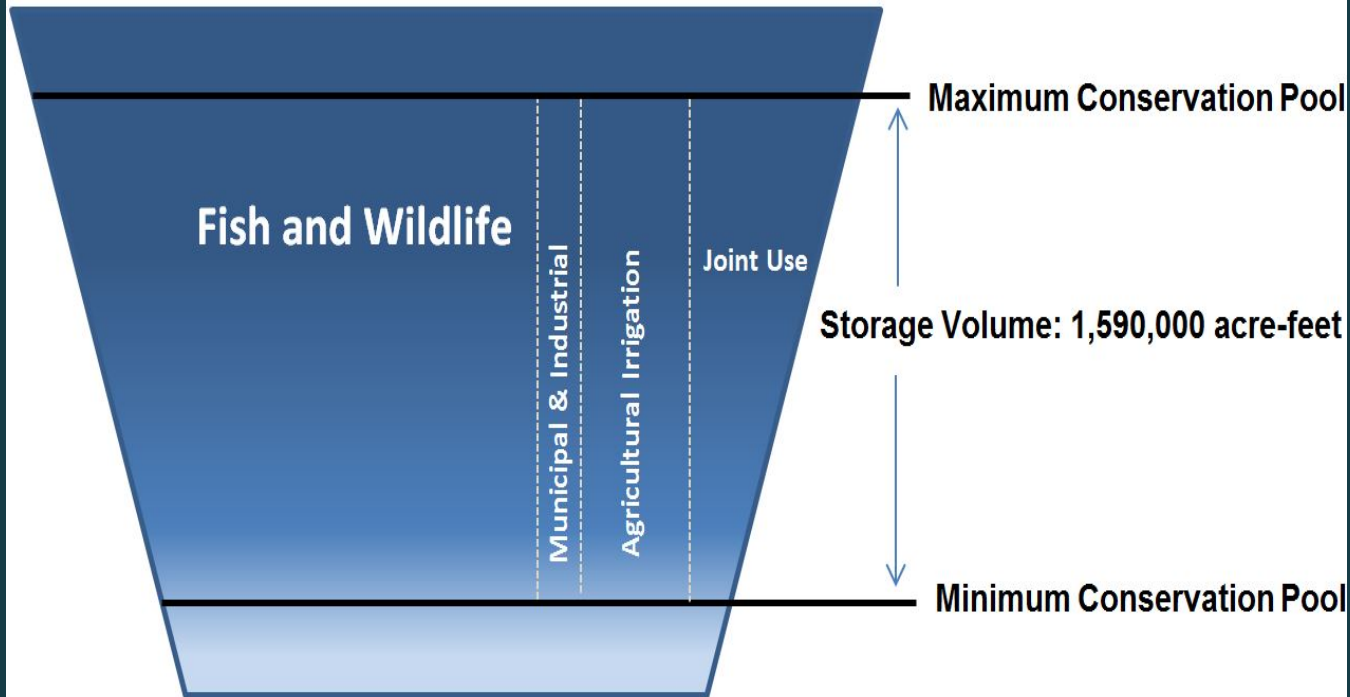 Maximum Conservation Pool
Fish and Wildlife
Municipal & Industrial
Agricultural Irrigation
Joint Use
Storage Volume: 1,590,000 acre-feet
Minimum Conservation Pool